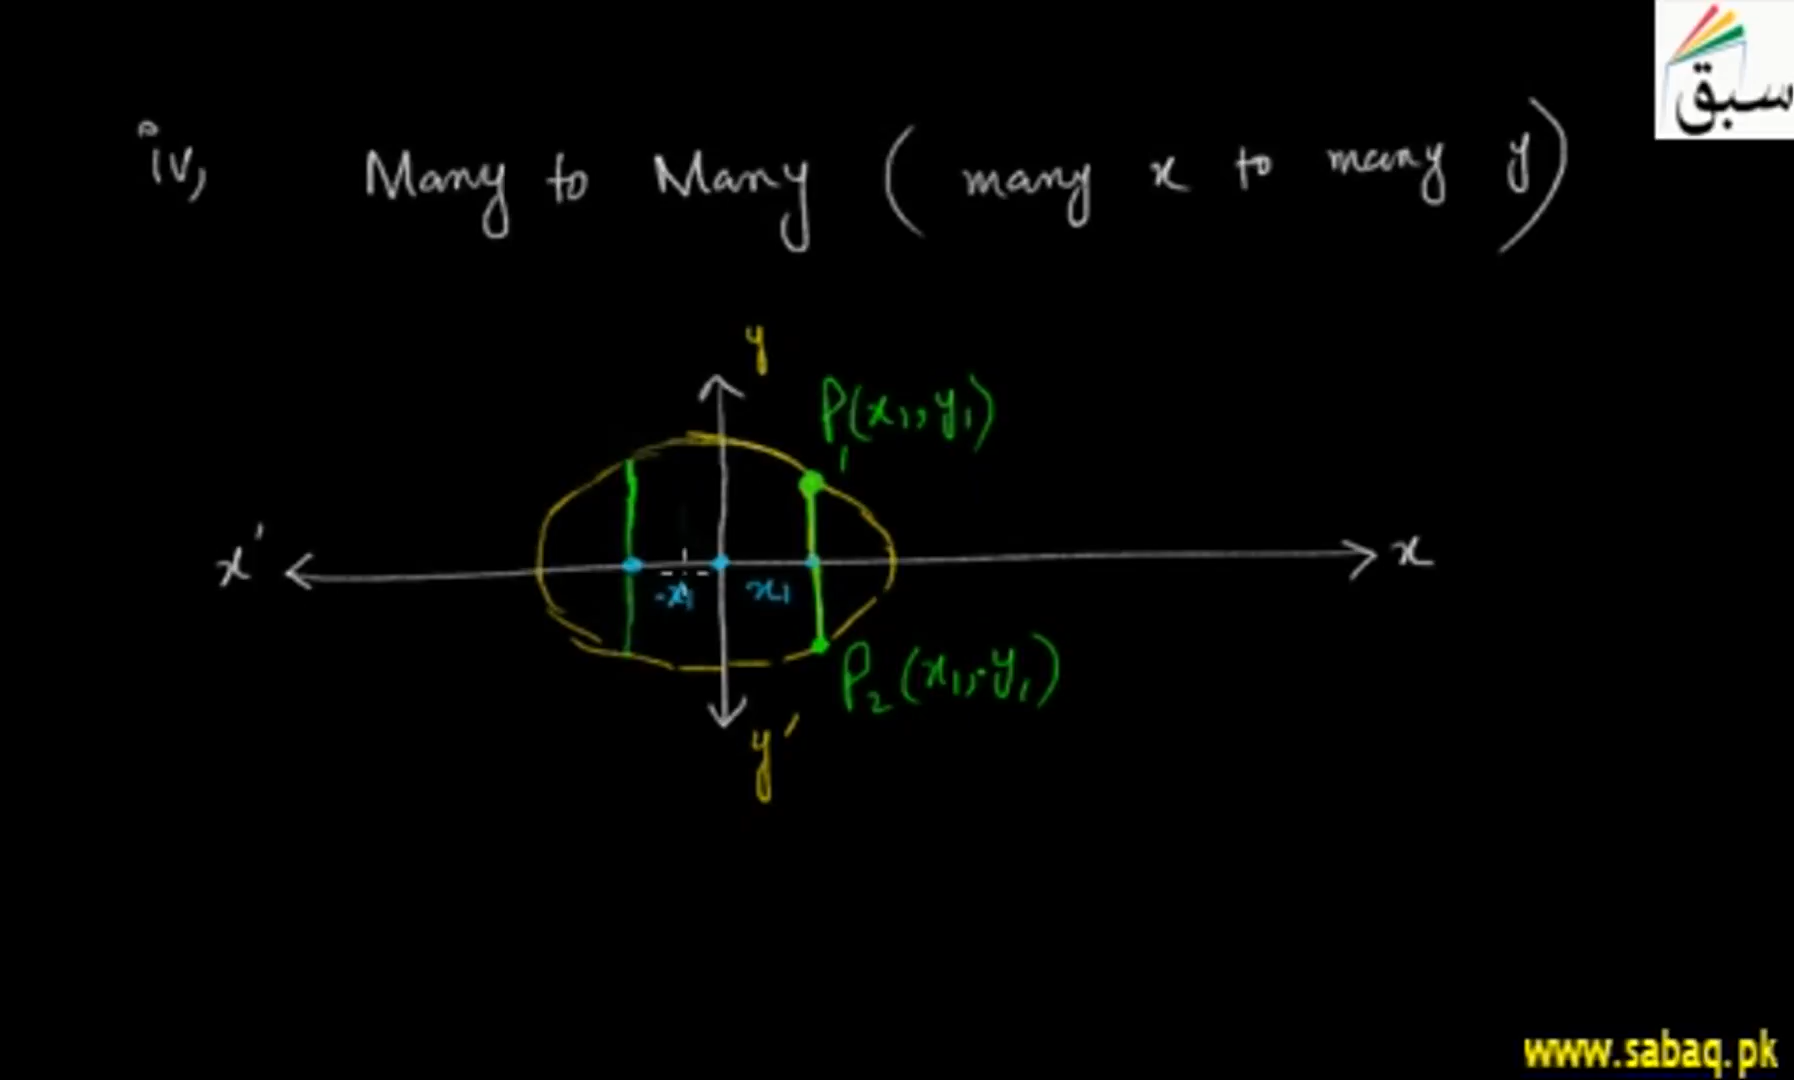 سبق
iv, Many to Many ( many x to many y )
y
P₁(x₁, y₁)
x' x
-x₁ x₁
P₂(x₁, -y₁)
y'
www.sabaq.pk